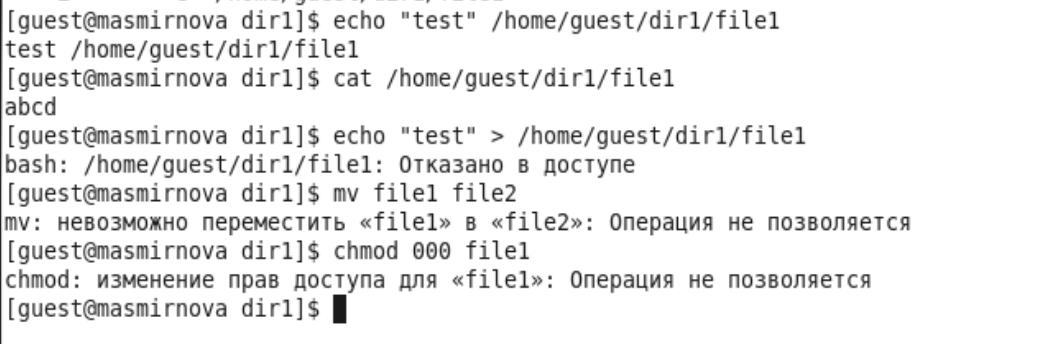 [guest@masmirnova dir1]$ echo "test" /home/guest/dir1/file1
test /home/guest/dir1/file1
[guest@masmirnova dir1]$ cat /home/guest/dir1/file1
abcd
[guest@masmirnova dir1]$ echo "test" > /home/guest/dir1/file1
bash: /home/guest/dir1/file1: Отказано в доступе
[guest@masmirnova dir1]$ mv file1 file2
mv: невозможно переместить «file1» в «file2»: Операция не позволяется
[guest@masmirnova dir1]$ chmod 000 file1
chmod: изменение прав доступа для «file1»: Операция не позволяется
[guest@masmirnova dir1]$